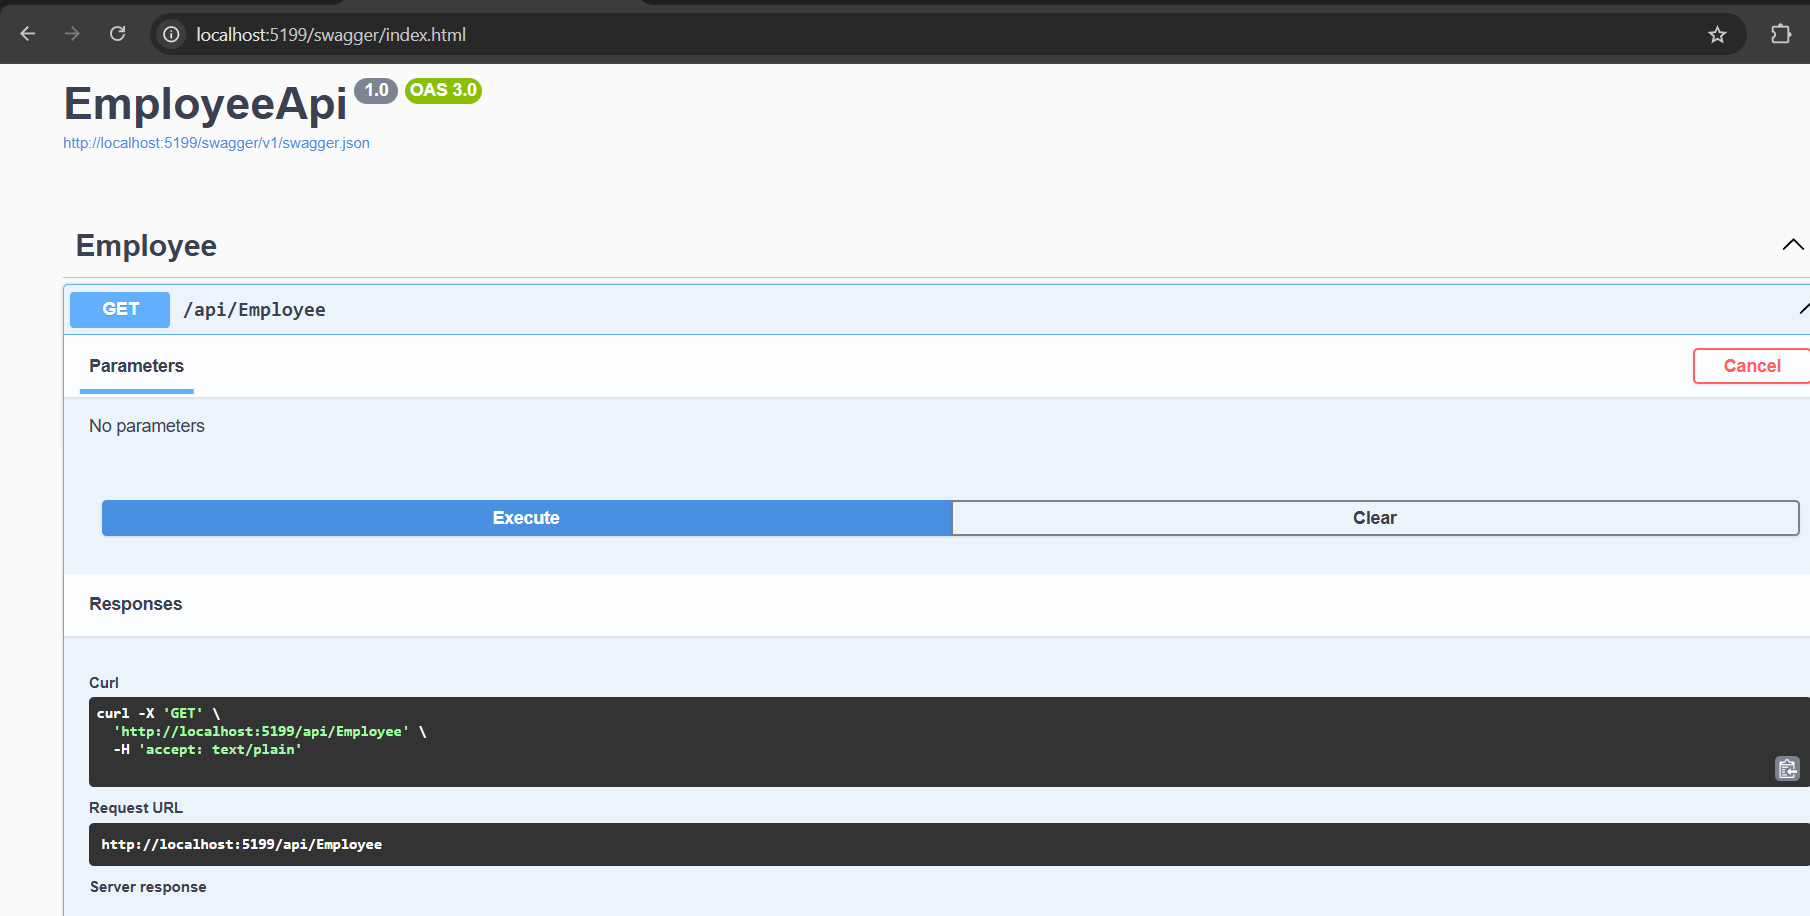 localhost:5199/swagger/index.html
EmployeeApi 1.0 OAS 3.0
http://localhost:5199/swagger/v1/swagger.json
Employee
GET /api/Employee
Parameters Cancel
No parameters
Execute Clear
Responses
Curl
curl -X 'GET' \
'http://localhost:5199/api/Employee' \
-H 'accept: text/plain'
Request URL
http://localhost:5199/api/Employee
Server response